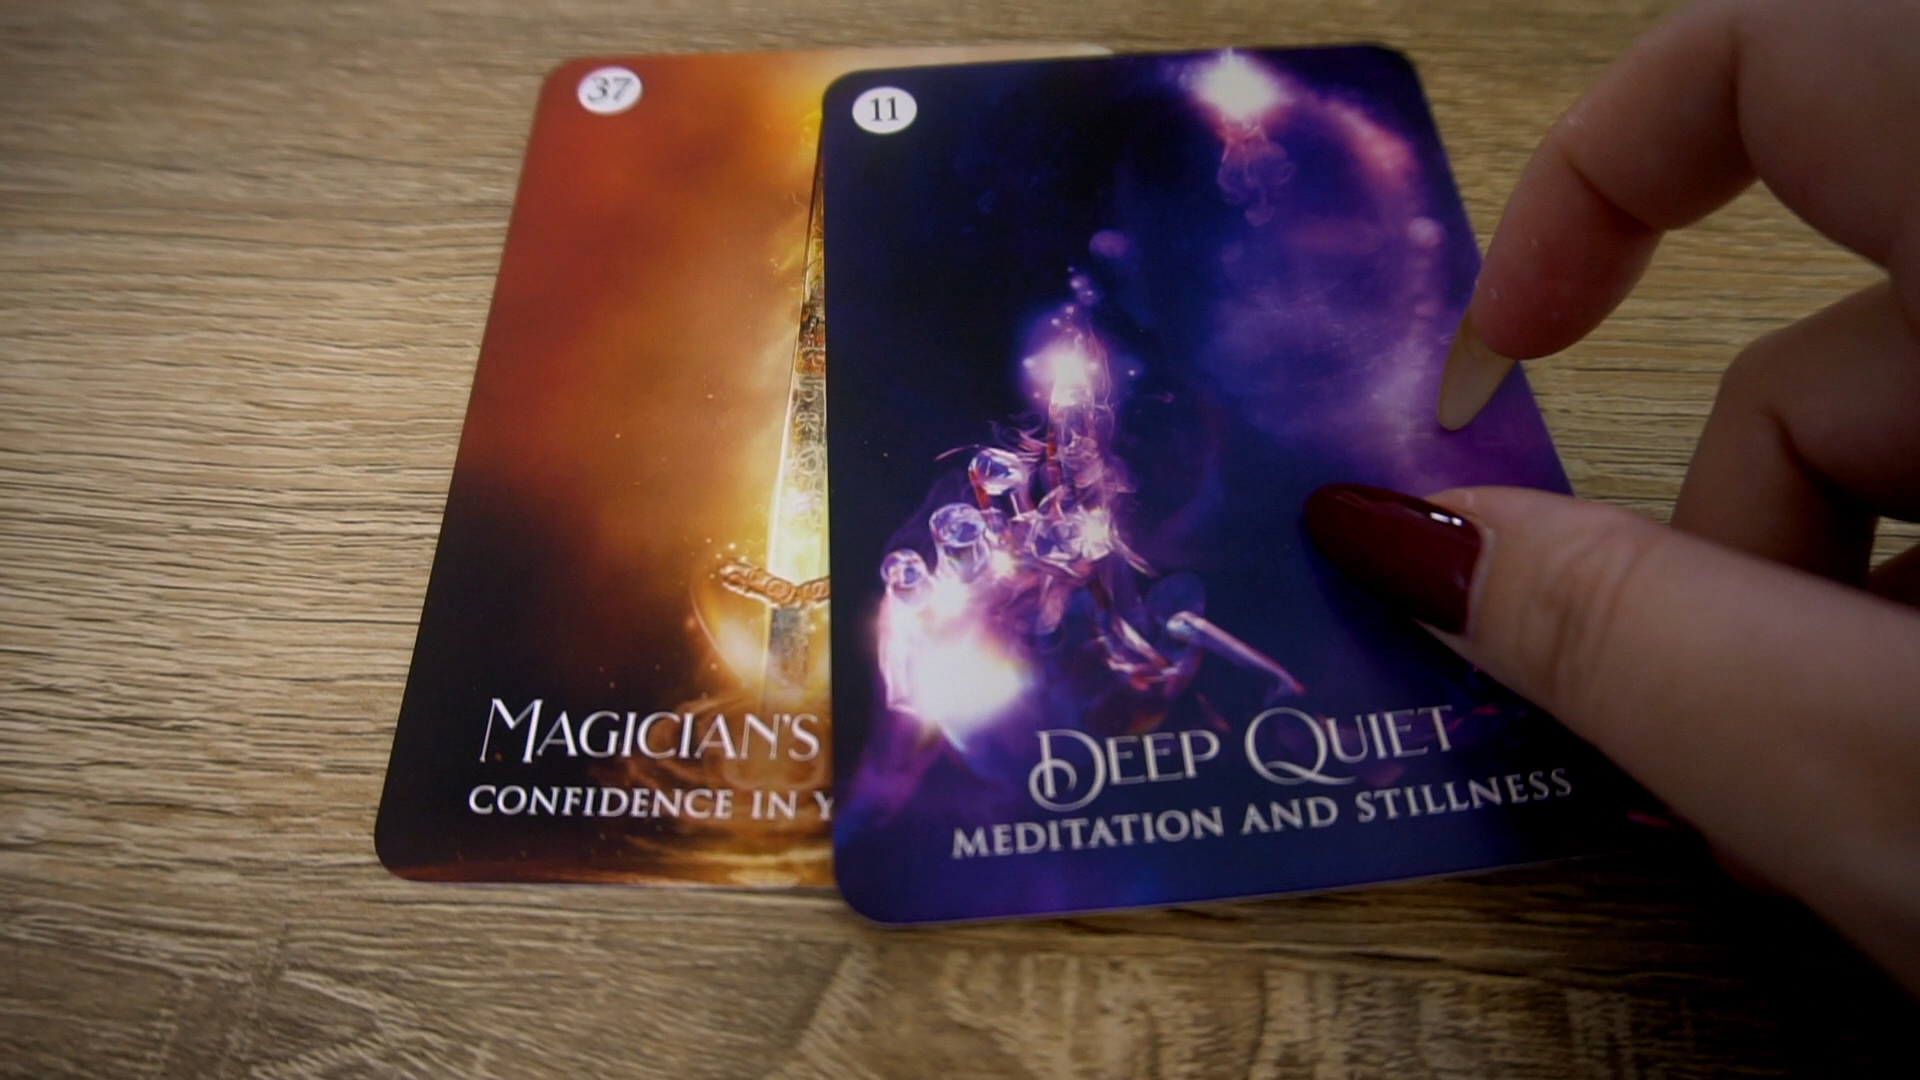 37
MAGICIAN'S
CONFIDENCE IN
11
DEEP QUIET
MEDITATION AND STILLNESS